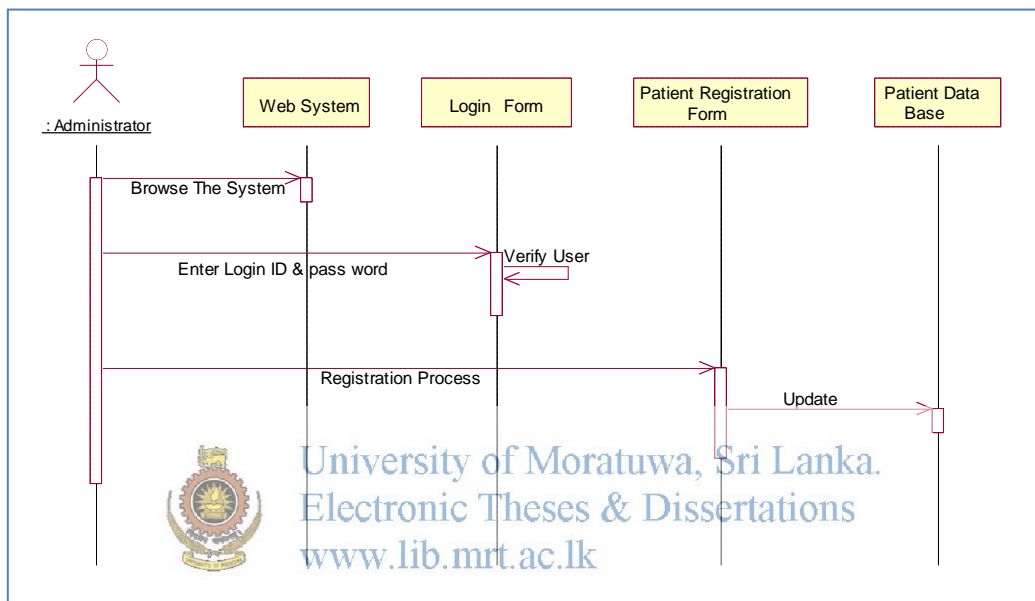 : Administrator
Web System
Login Form
Patient Registration
Form
Patient Data
Base
Browse The System
Enter Login ID & pass word
Verify User
Registration Process
Update
University of Moratuwa, Sri Lanka.
Electronic Theses & Dissertations
www.lib.mrt.ac.lk